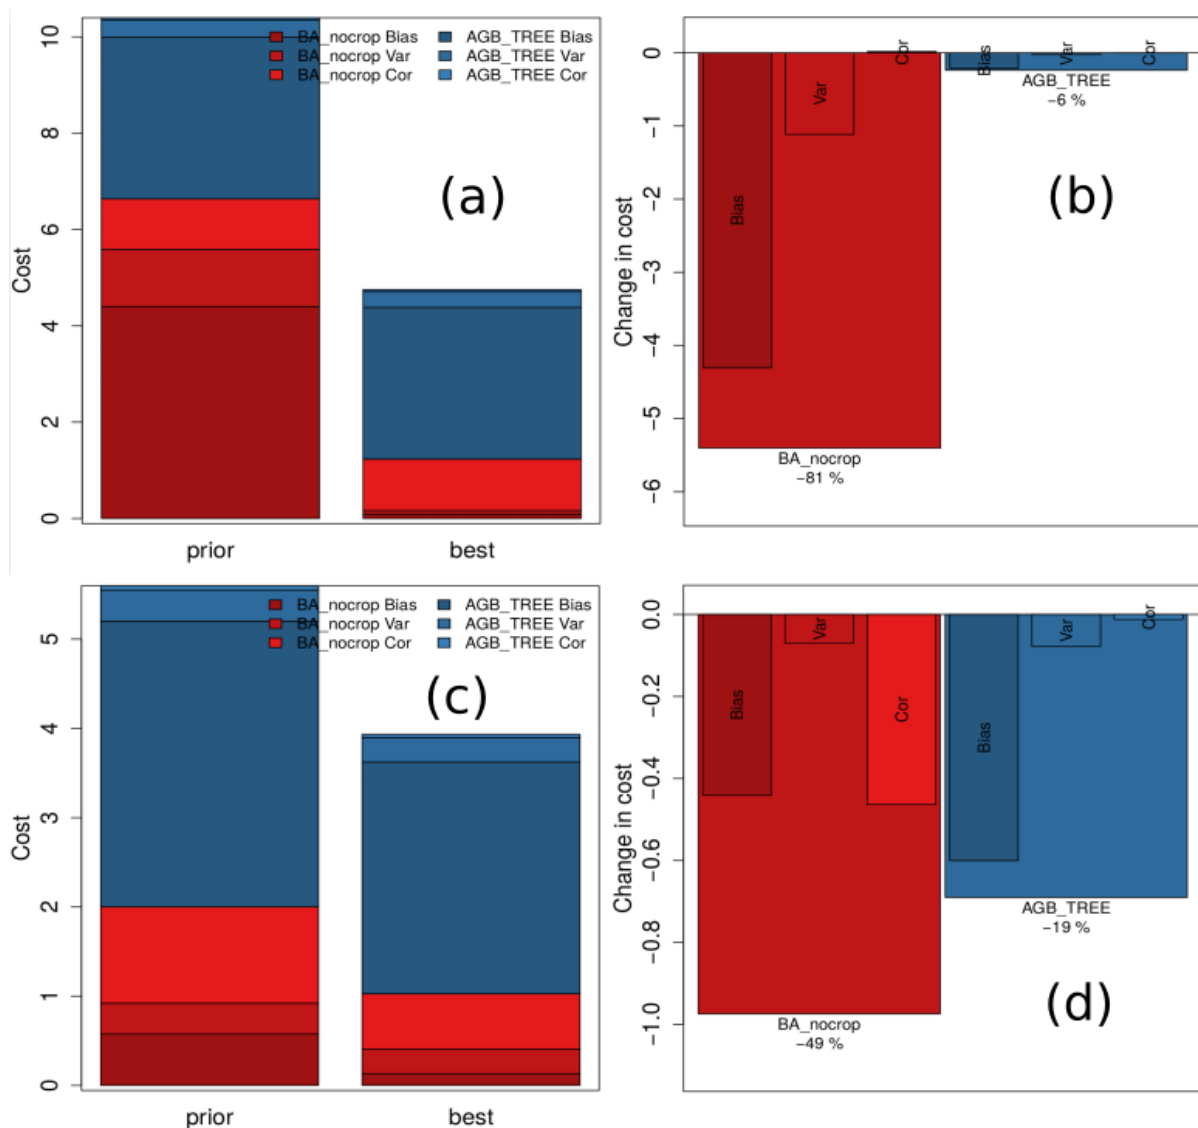 10
8
6
4
2
0
Cost
BA_nocrop Bias
BA_nocrop Var
BA_nocrop Cor
AGB_TREE Bias
AGB_TREE Var
AGB_TREE Cor
(a)
prior
best
0
−1
−2
−3
−4
−5
−6
Change in cost
Bias
Var
Cor
Bias
Var
Cor
AGB_TREE
−6 %
(b)
BA_nocrop
−81 %
5
4
3
2
1
0
Cost
BA_nocrop Bias
BA_nocrop Var
BA_nocrop Cor
AGB_TREE Bias
AGB_TREE Var
AGB_TREE Cor
(c)
prior
best
0.0
−0.2
−0.4
−0.6
−0.8
−1.0
Change in cost
Bias
Var
Cor
Bias
Var
Cor
AGB_TREE
−19 %
(d)
BA_nocrop
−49 %